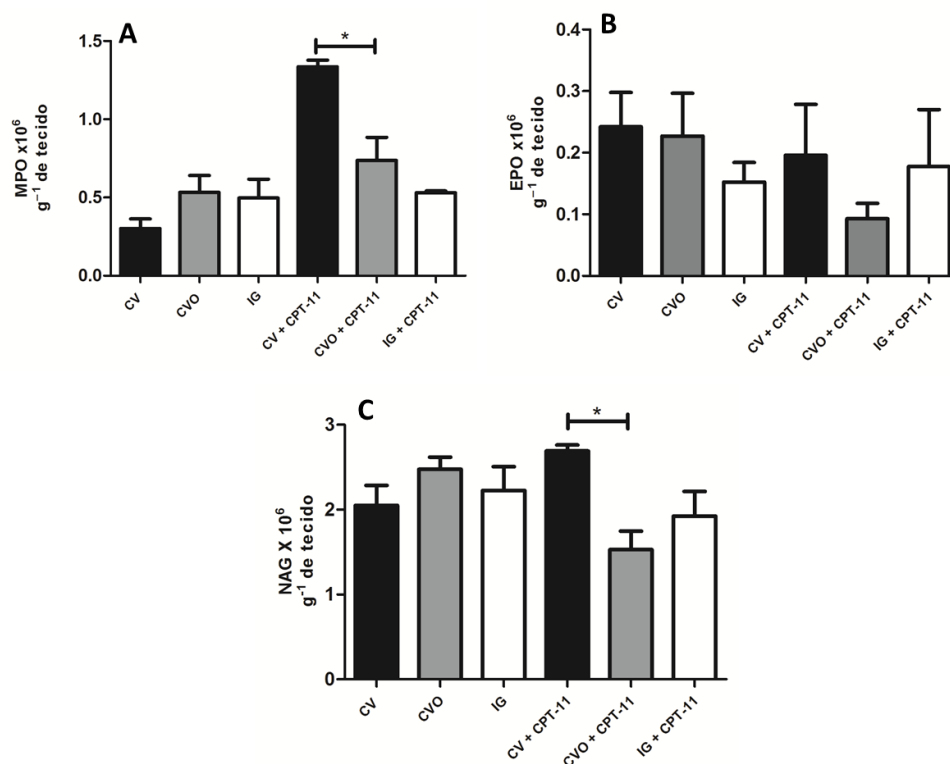 A
MPO x10⁶
g⁻¹ de tecido
1.5
1.0
0.5
0.0
*
CV
CVO
IG
CV + CPT-11
CVO + CPT-11
IG + CPT-11
B
EPO x10⁶
g⁻¹ de tecido
0.4
0.3
0.2
0.1
0.0
CV
CVO
IG
CV + CPT-11
CVO + CPT-11
IG + CPT-11
C
NAG X 10⁶
g⁻¹ de tecido
3
2
1
0
*
CV
CVO
IG
CV + CPT-11
CVO + CPT-11
IG + CPT-11